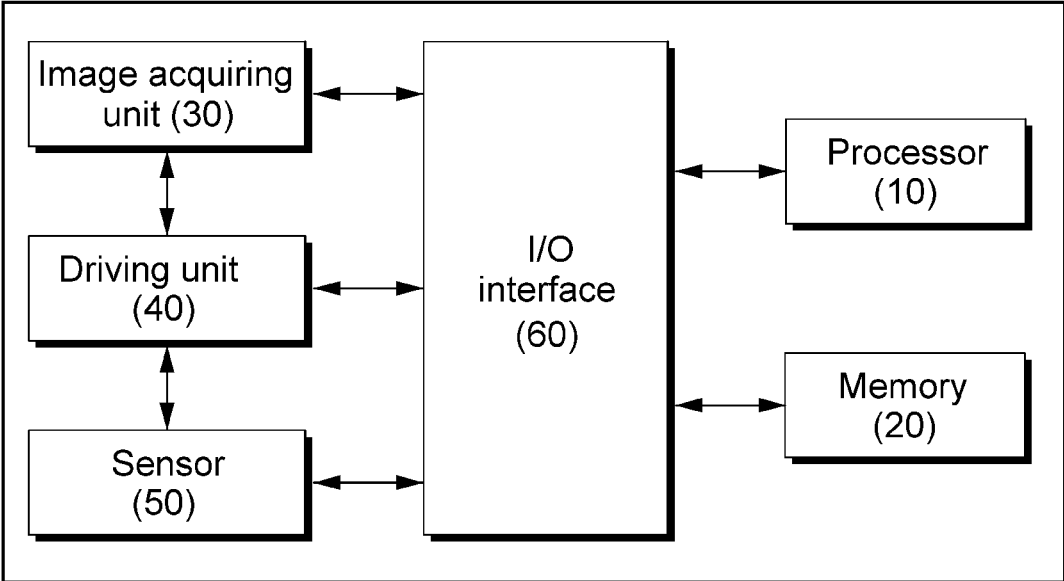 Image acquiring
unit (30)
Driving unit
(40)
Sensor
(50)
I/O
interface
(60)
Processor
(10)
Memory
(20)